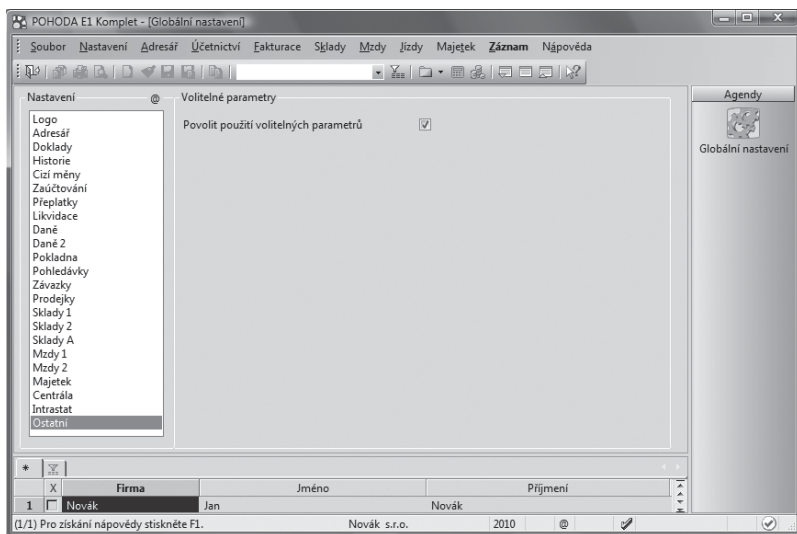 POHODA E1 Komplet - [Globální nastavení]
Soubor Nastavení Adresář Účetnictví Fakturace Sklady Mzdy Jízdy Majetek Záznam Nápověda
Nastavení @
Volitelné parametry
Agendy
Povolit použití volitelných parametrů
Globální nastavení
Logo
Adresář
Doklady
Historie
Cizí měny
Zaúčtování
Přeplatky
Likvidace
Daně
Daně 2
Pokladna
Pohledávky
Závazky
Prodejky
Sklady 1
Sklady 2
Sklady A
Mzdy 1
Mzdy 2
Majetek
Centrála
Intrastat
Ostatní
*
X Firma Jméno Příjmení
1 Novák Jan Novák
(1/1) Pro získání nápovědy stiskněte F1. Novák s.r.o. 2010 @